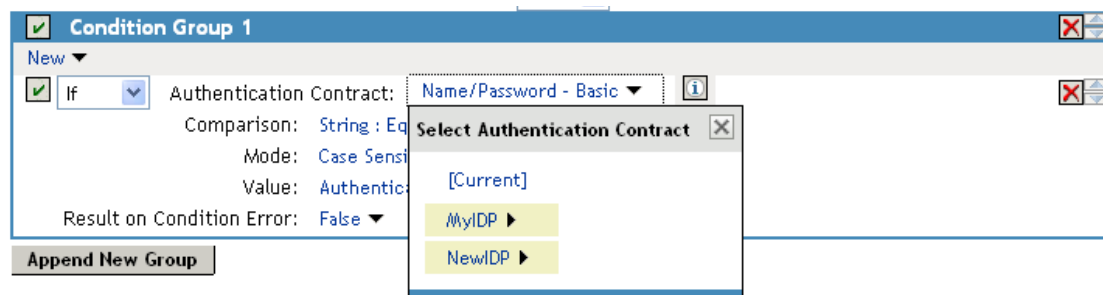 Condition Group 1
New
If Authentication Contract: Name/Password - Basic
Comparison: String : Eq
Select Authentication Contract
Mode: Case Sensi
[Current]
Value: Authentic
MyIDP
Result on Condition Error: False
NewIDP
Append New Group